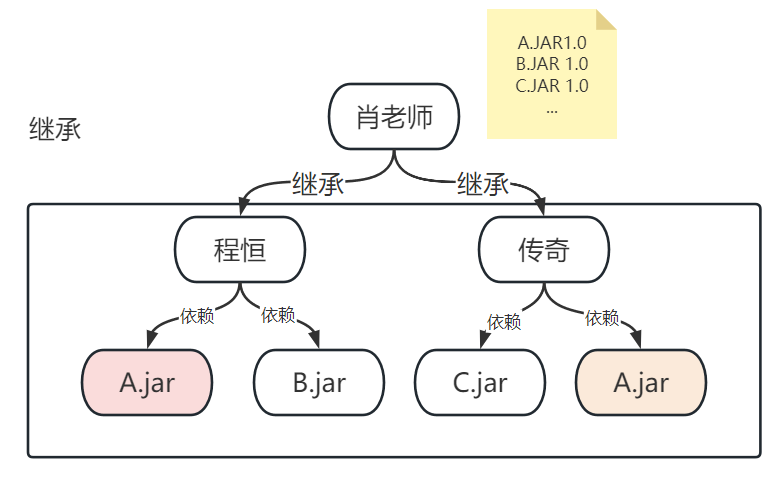 A.JAR1.0
B.JAR 1.0
C.JAR 1.0
...
肖老师
继承
继承
继承
程恒
传奇
依赖
依赖
依赖
依赖
A.jar
B.jar
C.jar
A.jar